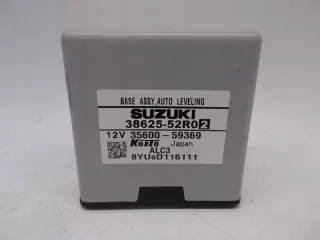 BASE ASSY,AUTO LEVELING
SUZUKI
38625-52R02
12V 35600-59369
KOITO Japan
ALC3
8YUsD116111